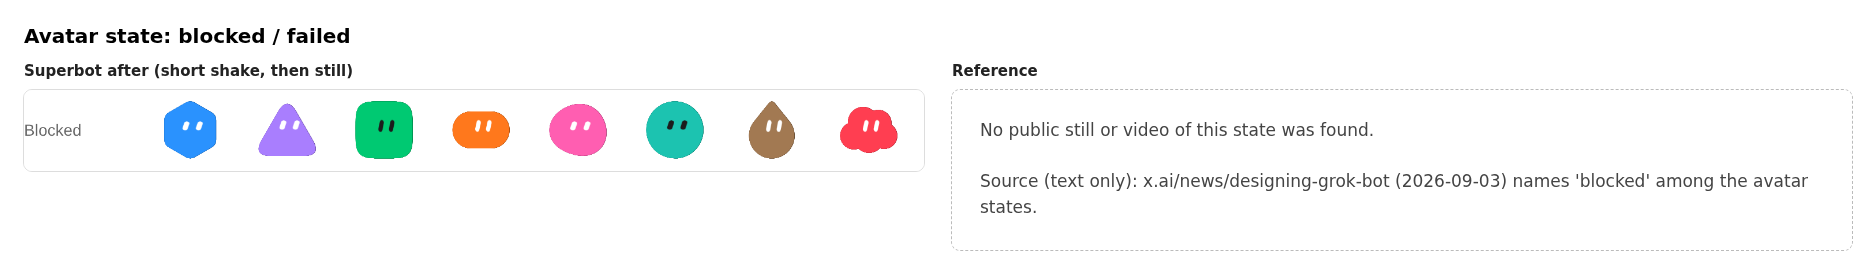 Avatar state: blocked / failed
Superbot after (short shake, then still)
Blocked
Reference
No public still or video of this state was found.
Source (text only): x.ai/news/designing-grok-bot (2026-09-03) names 'blocked' among the avatar
states.